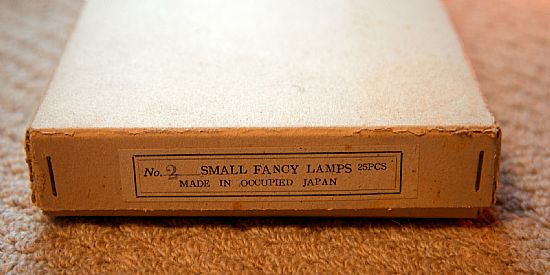 No. 2 SMALL FANCY LAMPS 25PCS
MADE IN OCCUPIED JAPAN